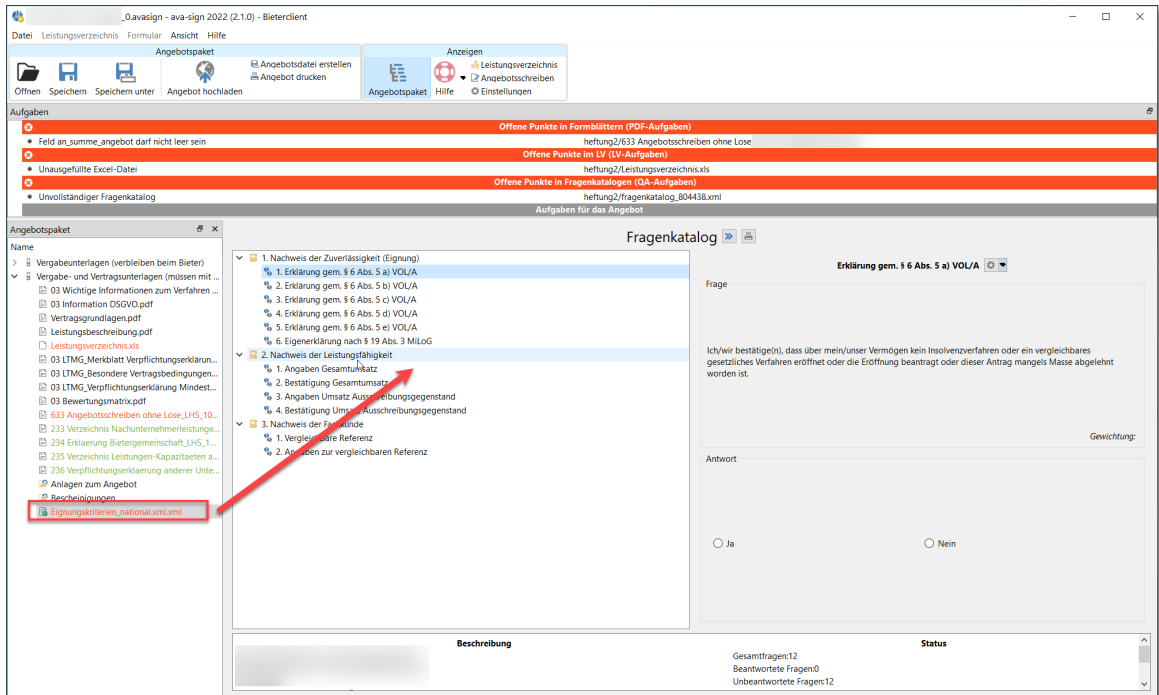 _0.avasign - ava-sign 2022 (2.1.0) - Bieterclient
Datei Leistungsverzeichnis Formular Ansicht Hilfe
Angebotspaket
Anzeigen
Öffnen Speichern Speichern unter Angebot hochladen
Angebotsdatei erstellen
Angebot drucken
Angebotspaket Hilfe
Leistungsverzeichnis
Angebotsschreiben
Einstellungen
Aufgaben
Offene Punkte in Formblättern (PDF-Aufgaben)
Feld an_summe_angebot darf nicht leer sein heftung2/633 Angebotsschreiben ohne Lose
Offene Punkte im LV (LV-Aufgaben)
Unausgefüllte Excel-Datei heftung2/Leistungsverzeichnis.xls
Offene Punkte in Fragenkatalogen (QA-Aufgaben)
Unvollständiger Fragenkatalog heftung2/fragenkatalog_804438.xml
Aufgaben für das Angebot
Angebotspaket
Name
Vergabeunterlagen (verbleiben beim Bieter)
Vergabe- und Vertragsunterlagen (müssen mit ...
03 Wichtige Informationen zum Verfahren ...
03 Information DSGVO.pdf
Vertragsgrundlagen.pdf
Leistungsbeschreibung.pdf
Leistungsverzeichnis.xls
03 LTMG_Merkblatt Verpflichtungserklärun...
03 LTMG_Besondere Vertragsbedingungen...
03 LTMG_Verpflichtungserklärung Mindest...
03 Bewertungsmatrix.pdf
633 Angebotsschreiben ohne Lose_LHS_10...
233 Verzeichnis Nachunternehmerleistunge...
234 Erklaerung Bietergemeinschaft_LHS_1...
235 Verzeichnis Leistungen-Kapazitaeten a...
236 Verpflichtungserklaerung anderer Unte...
Anlagen zum Angebot
Bescheinigungen
Eignungskriterien_national.xml.xml
Fragenkatalog
1. Nachweis der Zuverlässigkeit (Eignung)
1. Erklärung gem. § 6 Abs. 5 a) VOL/A
2. Erklärung gem. § 6 Abs. 5 b) VOL/A
3. Erklärung gem. § 6 Abs. 5 c) VOL/A
4. Erklärung gem. § 6 Abs. 5 d) VOL/A
5. Erklärung gem. § 6 Abs. 5 e) VOL/A
6. Eigenerklärung nach § 19 Abs. 3 MiLoG
2. Nachweis der Leistungsfähigkeit
1. Angaben Gesamtumsatz
2. Bestätigung Gesamtumsatz
3. Angaben Umsatz Ausschreibungsgegenstand
4. Bestätigung Umsatz Ausschreibungsgegenstand
3. Nachweis der Fachkunde
1. Vergleichbare Referenz
2. Angaben zur vergleichbaren Referenz
Erklärung gem. § 6 Abs. 5 a) VOL/A
Frage
Ich/wir bestätige(n), dass über mein/unser Vermögen kein Insolvenzverfahren oder ein vergleichbares
gesetzliches Verfahren eröffnet oder die Eröffnung beantragt oder dieser Antrag mangels Masse abgelehnt
worden ist.
Gewichtung:
Antwort
Ja Nein
Beschreibung Status
Gesamtfragen:12
Beantwortete Fragen:0
Unbeantwortete Fragen:12